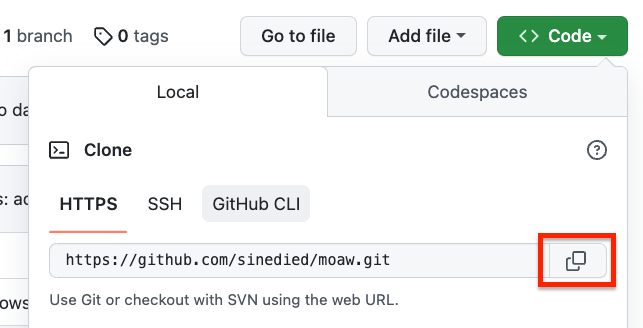 1 branch 0 tags Go to file Add file Code
o da
Local Codespaces
Clone
s: ac
HTTPS SSH GitHub CLI
https://github.com/sinedied/moaw.git
ows
Use Git or checkout with SVN using the web URL.